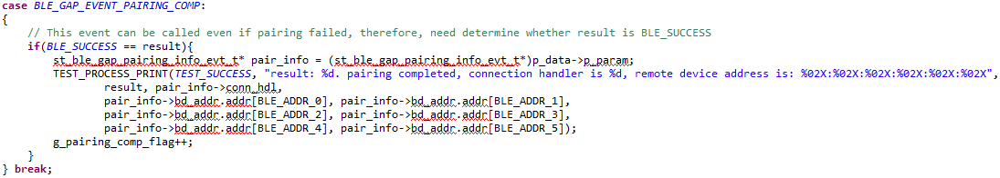 case BLE_GAP_EVENT_PAIRING_COMP:
{
    // This event can be called even if pairing failed, therefore, need determine whether result is BLE_SUCCESS
    if(BLE_SUCCESS == result){
        st_ble_gap_pairing_info_evt_t* pair_info = (st_ble_gap_pairing_info_evt_t*)p_data->p_param;
        TEST_PROCESS_PRINT(TEST_SUCCESS, "result: %d. pairing completed, connection handler is %d, remote device address is: %02X:%02X:%02X:%02X:%02X:%02X",
                result, pair_info->conn_hdl,
                pair_info->bd_addr.addr[BLE_ADDR_0], pair_info->bd_addr.addr[BLE_ADDR_1],
                pair_info->bd_addr.addr[BLE_ADDR_2], pair_info->bd_addr.addr[BLE_ADDR_3],
                pair_info->bd_addr.addr[BLE_ADDR_4], pair_info->bd_addr.addr[BLE_ADDR_5]);
        g_pairing_comp_flag++;
    }
} break;